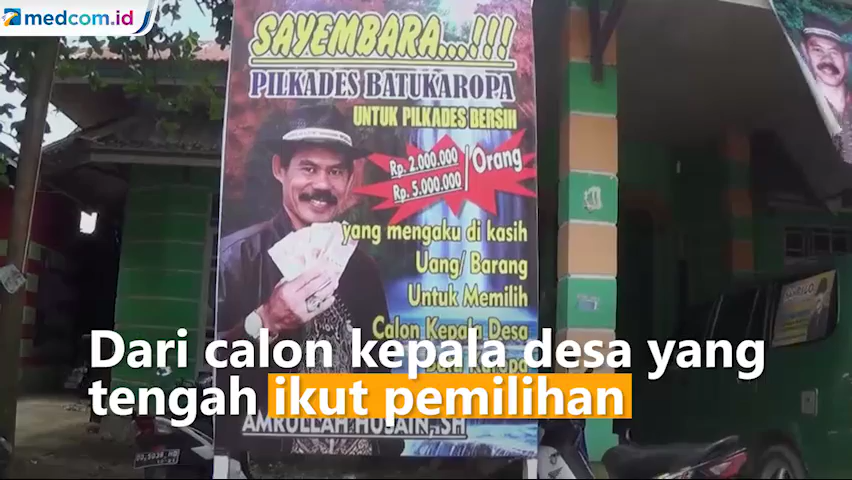 medcom.id
SAYEMBARA...!!!
PILKADES BATUKAROPA
UNTUK PILKADES BERSIH
Rp. 2.000.000
Rp. 5.000.000
/Orang
yang mengaku di kasih
Uang/ Barang
Untuk Memilih
Calon Kepala Desa
Dari calon kepala desa yang
tengah ikut pemilihan
AMRULLAH HUSAIN,.SH